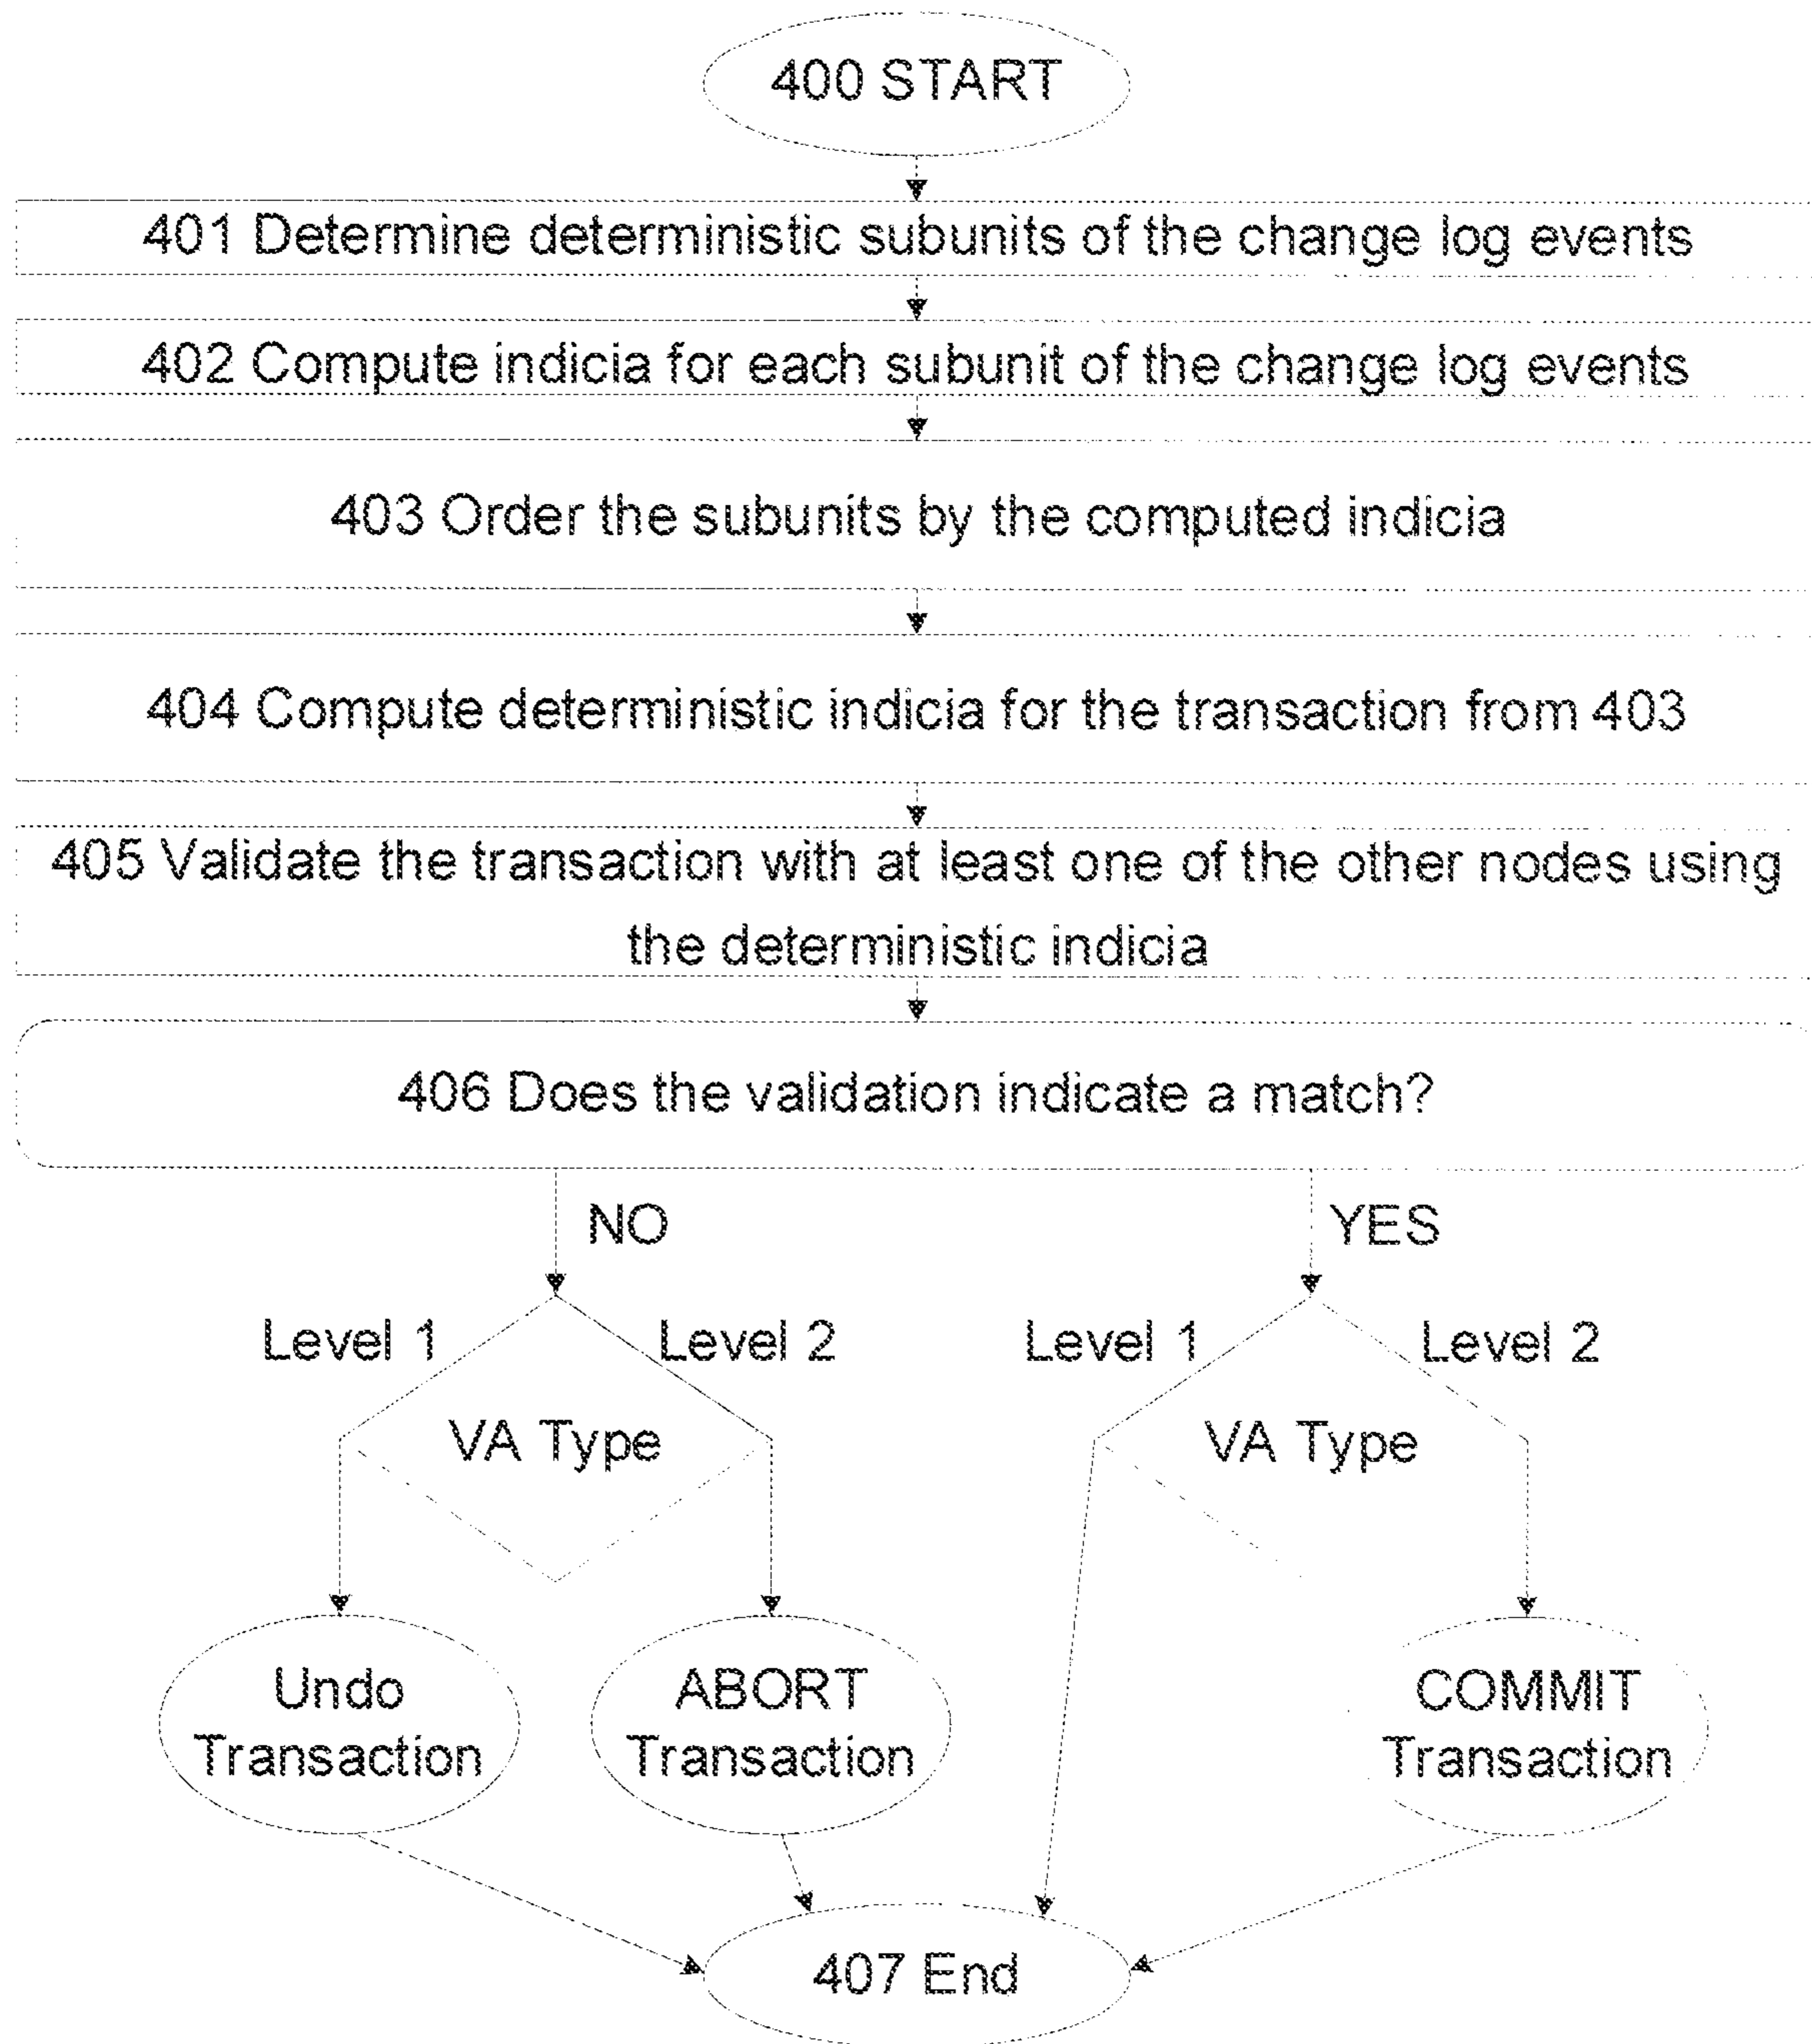 400 START
401 Determine deterministic subunits of the change log events
402 Compute indicia for each subunit of the change log events
403 Order the subunits by the computed indicia
404 Compute deterministic indicia for the transaction from 403
405 Validate the transaction with at least one of the other nodes using
the deterministic indicia
406 Does the validation indicate a match?
NO
YES
Level 1
Level 2
Level 1
Level 2
VA Type
VA Type
Undo
Transaction
ABORT
Transaction
COMMIT
Transaction
407 End